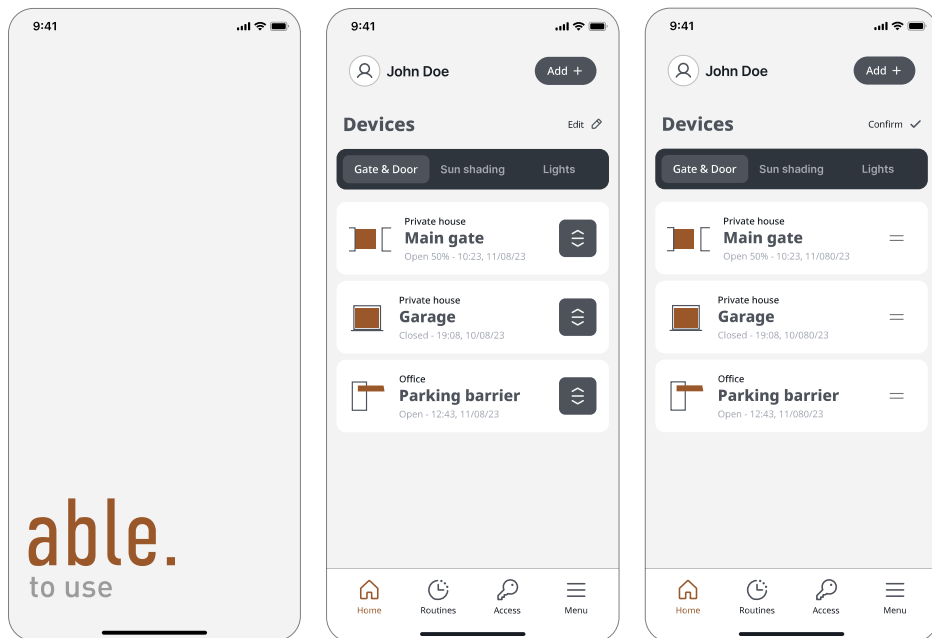 9:41
able.
to use
9:41
John Doe
Add +
Devices
Edit
Gate & Door Sun shading Lights
Private house
Main gate
Open 50% - 10:23, 11/08/23
Private house
Garage
Closed - 19:08, 10/08/23
Office
Parking barrier
Open - 12:43, 11/08/23
Home Routines Access Menu
9:41
John Doe
Add +
Devices
Confirm
Gate & Door Sun shading Lights
Private house
Main gate
Open 50% - 10:23, 11/080/23
Private house
Garage
Closed - 19:08, 10/080/23
Office
Parking barrier
Open - 12:43, 11/080/23
Home Routines Access Menu